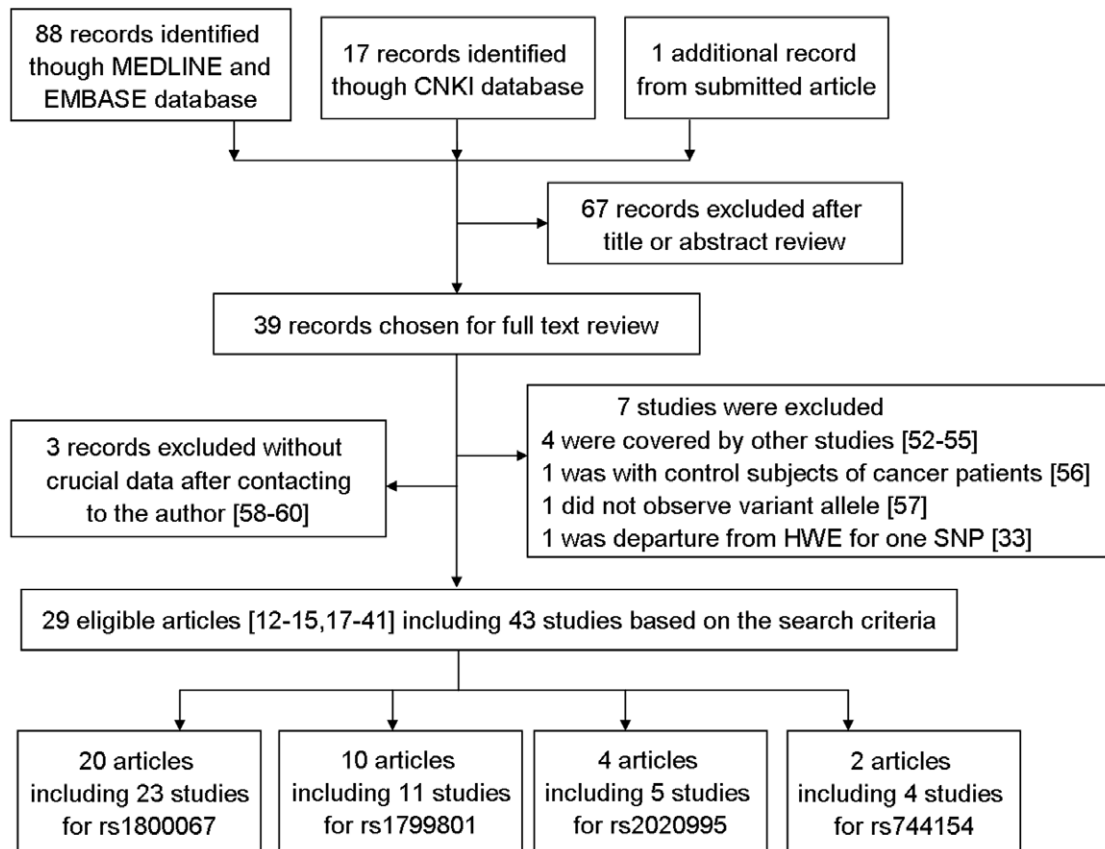 88 records identified
though MEDLINE and
EMBASE database
17 records identified
though CNKI database
1 additional record
from submitted article
67 records excluded after
title or abstract review
39 records chosen for full text review
3 records excluded without
crucial data after contacting
to the author [58-60]
7 studies were excluded
4 were covered by other studies [52-55]
1 was with control subjects of cancer patients [56]
1 did not observe variant allele [57]
1 was departure from HWE for one SNP [33]
29 eligible articles [12-15,17-41] including 43 studies based on the search criteria
20 articles
including 23 studies
for rs1800067
10 articles
including 11 studies
for rs1799801
4 articles
including 5 studies
for rs2020995
2 articles
including 4 studies
for rs744154